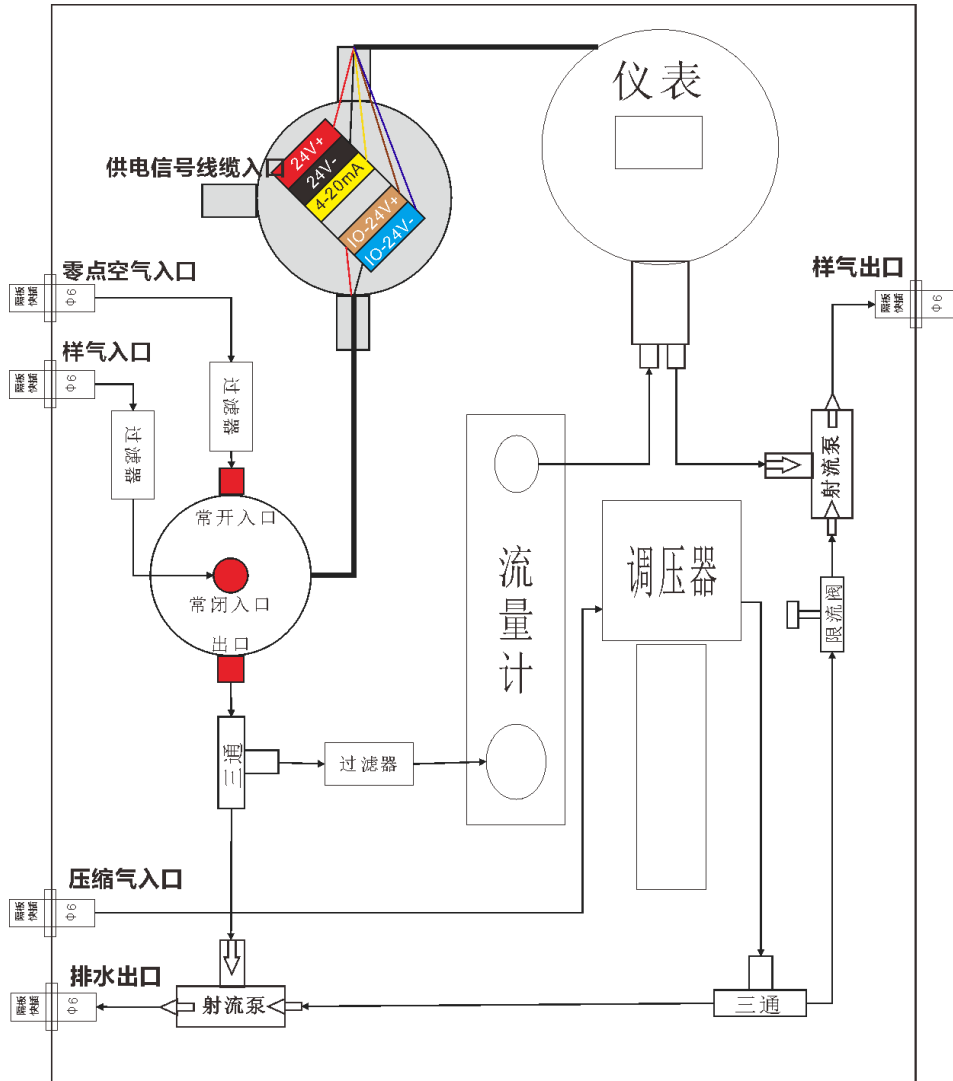 仪表
供电信号线缆入口
24V+
24V-
4-20mA
IO-24V+
IO-24V-
零点空气入口
隔板
快插
Φ6
样气出口
隔板
快插
Φ6
样气入口
隔板
快插
Φ6
过滤器
过滤器
射流泵
常开入口
常闭入口
出口
流量计
调压器
限流阀
三通
过滤器
压缩气入口
隔板
快插
Φ6
排水出口
隔板
快插
Φ6
射流泵
三通